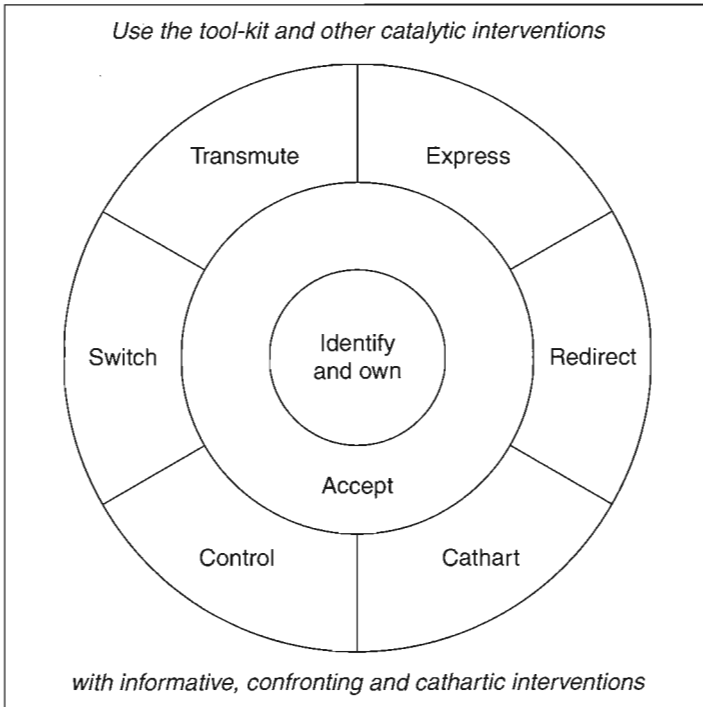 Use the tool-kit and other catalytic interventions
Transmute
Express
Switch
Identify
and own
Redirect
Accept
Control
Cathart
with informative, confronting and cathartic interventions